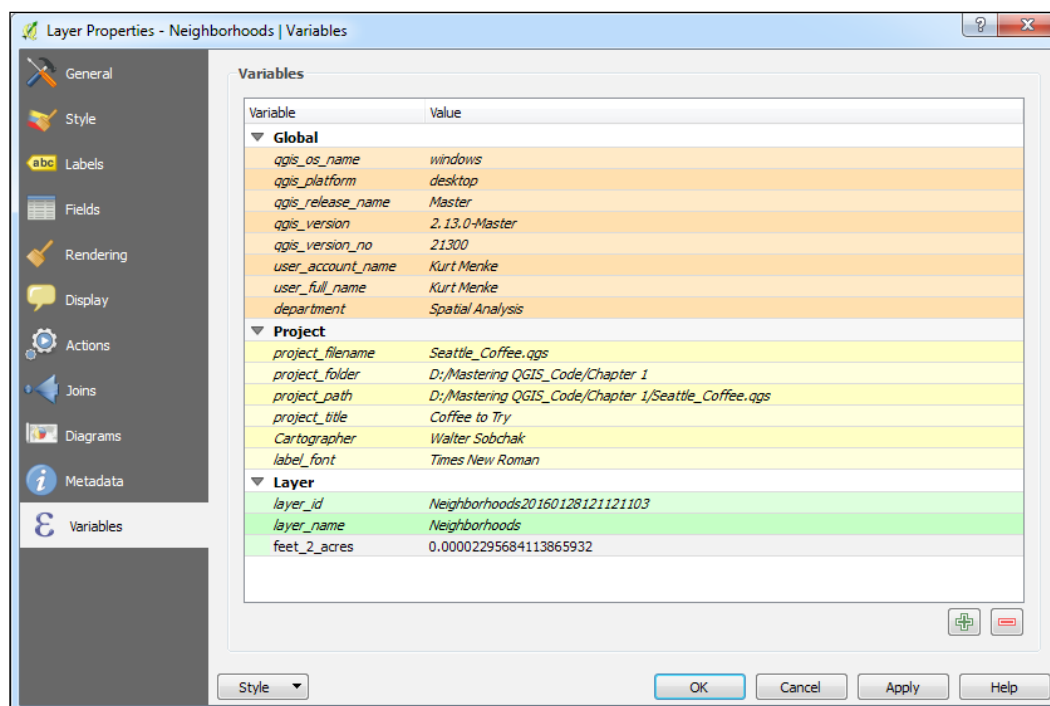 Layer Properties - Neighborhoods | Variables
General
Style
abc Labels
Fields
Rendering
Display
Actions
Joins
Diagrams
Metadata
Variables
Variables
Variable Value
Global
qgis_os_name windows
qgis_platform desktop
qgis_release_name Master
qgis_version 2.13.0-Master
qgis_version_no 21300
user_account_name Kurt Menke
user_full_name Kurt Menke
department Spatial Analysis
Project
project_filename Seattle_Coffee.qgs
project_folder D:/Mastering QGIS_Code/Chapter 1
project_path D:/Mastering QGIS_Code/Chapter 1/Seattle_Coffee.qgs
project_title Coffee to Try
Cartographer Walter Sobchak
label_font Times New Roman
Layer
layer_id Neighborhoods20160128121121103
layer_name Neighborhoods
feet_2_acres 0.00002295684113865932
Style OK Cancel Apply Help